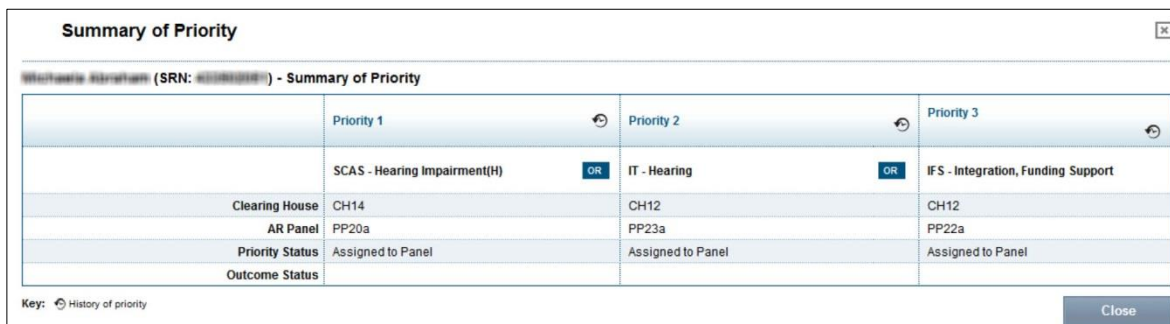 Summary of Priority
(SRN: ) - Summary of Priority
Priority 1 Priority 2 Priority 3
SCAS - Hearing Impairment(H) OR IT - Hearing OR IFS - Integration, Funding Support
Clearing House CH14 CH12 CH12
AR Panel PP20a PP23a PP22a
Priority Status Assigned to Panel Assigned to Panel Assigned to Panel
Outcome Status
Key: History of priority
Close